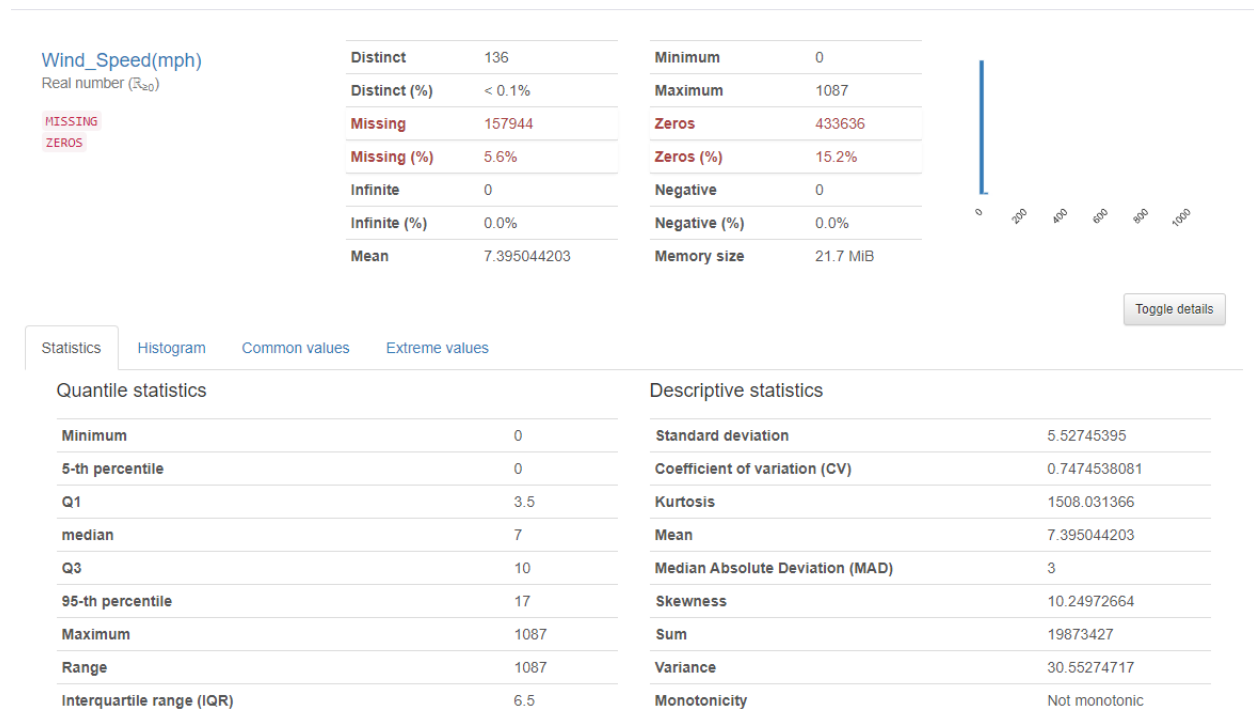 Wind_Speed(mph)
Real number (ℝ≥0)
MISSING
ZEROS
Distinct 136
Distinct (%) < 0.1%
Missing 157944
Missing (%) 5.6%
Infinite 0
Infinite (%) 0.0%
Mean 7.395044203
Minimum 0
Maximum 1087
Zeros 433636
Zeros (%) 15.2%
Negative 0
Negative (%) 0.0%
Memory size 21.7 MiB
0 200 400 600 800 1000
Toggle details
Statistics Histogram Common values Extreme values
Quantile statistics
Minimum 0
5-th percentile 0
Q1 3.5
median 7
Q3 10
95-th percentile 17
Maximum 1087
Range 1087
Interquartile range (IQR) 6.5
Descriptive statistics
Standard deviation 5.52745395
Coefficient of variation (CV) 0.7474538081
Kurtosis 1508.031366
Mean 7.395044203
Median Absolute Deviation (MAD) 3
Skewness 10.24972664
Sum 19873427
Variance 30.55274717
Monotonicity Not monotonic